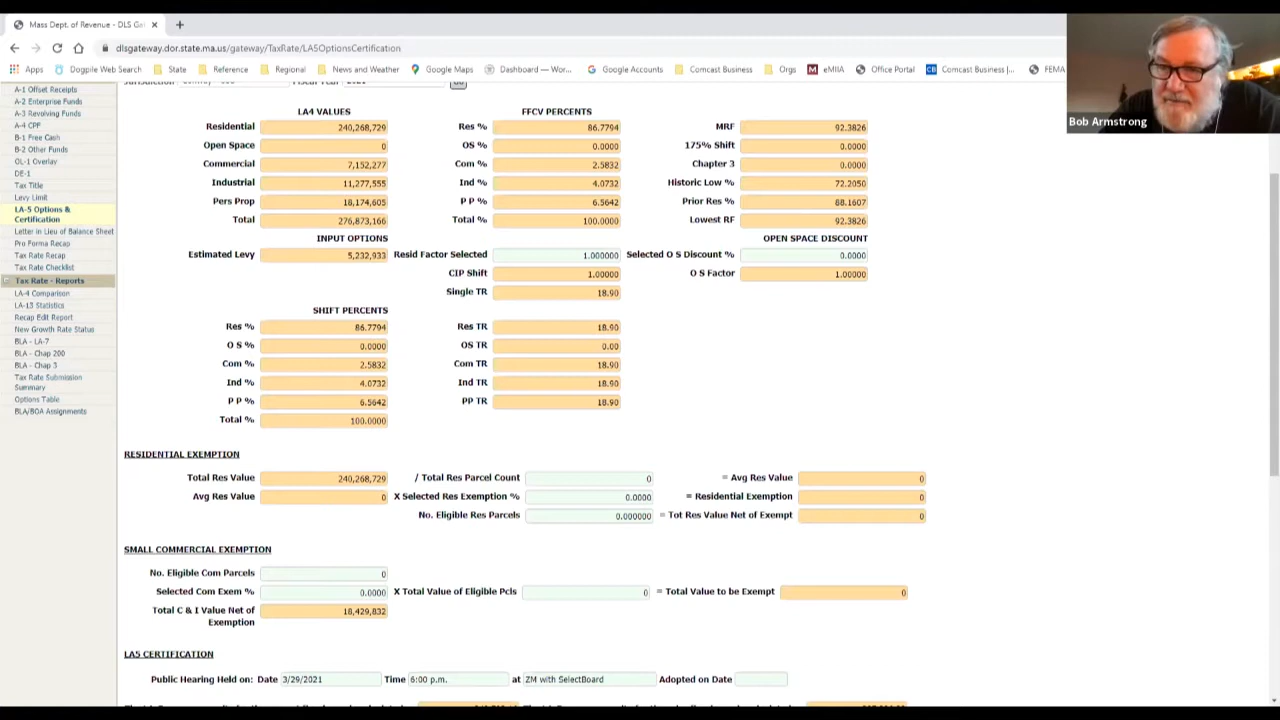 Mass Dept. of Revenue - DLS Ga
dlsgateway.dor.state.ma.us/gateway/TaxRate/LA5OptionsCertification
Apps Dogpile Web Search State Reference Regional News and Weather Google Maps Dashboard — Wor... Google Accounts Comcast Business Orgs eMIIA Office Portal Comcast Business |... FEMA
Bob Armstrong
A-1 Offset Receipts
A-2 Enterprise Funds
A-3 Revolving Funds
A-4 CPF
B-1 Free Cash
B-2 Other Funds
OL-1 Overlay
DE-1
Tax Title
Levy Limit
LA-5 Options &
Certification
Letter in Lieu of Balance Sheet
Pro Forma Recap
Tax Rate Recap
Tax Rate Checklist
Tax Rate - Reports
LA-4 Comparison
LA-13 Statistics
Recap Edit Report
New Growth Rate Status
BLA - LA-7
BLA - Chap 200
BLA - Chap 3
Tax Rate Submission
Summary
Options Table
BLA/BOA Assignments
LA4 VALUES FFCV PERCENTS
Residential 240,268,729 Res % 86.7794 MRF 92.3826
Open Space 0 OS % 0.0000 175% Shift 0.0000
Commercial 7,152,277 Com % 2.5832 Chapter 3 0.0000
Industrial 11,277,555 Ind % 4.0732 Historic Low % 72.2050
Pers Prop 18,174,605 P P % 6.5642 Prior Res % 88.1607
Total 276,873,166 Total % 100.0000 Lowest RF 92.3826
INPUT OPTIONS OPEN SPACE DISCOUNT
Estimated Levy 5,232,933 Resid Factor Selected 1.000000 Selected O S Discount % 0.0000
CIP Shift 1.00000 O S Factor 1.00000
Single TR 18.90
SHIFT PERCENTS
Res % 86.7794 Res TR 18.90
O S % 0.0000 OS TR 0.00
Com % 2.5832 Com TR 18.90
Ind % 4.0732 Ind TR 18.90
P P % 6.5642 PP TR 18.90
Total % 100.0000
RESIDENTIAL EXEMPTION
Total Res Value 240,268,729 / Total Res Parcel Count 0 = Avg Res Value 0
Avg Res Value 0 X Selected Res Exemption % 0.0000 = Residential Exemption 0
No. Eligible Res Parcels 0.000000 = Tot Res Value Net of Exempt 0
SMALL COMMERCIAL EXEMPTION
No. Eligible Com Parcels 0
Selected Com Exem % 0.0000 X Total Value of Eligible Pcls 0 = Total Value to be Exempt 0
Total C & I Value Net of 18,429,832
Exemption
LA5 CERTIFICATION
Public Hearing Held on: Date 3/29/2021 Time 6:00 p.m. at ZM with SelectBoard Adopted on Date